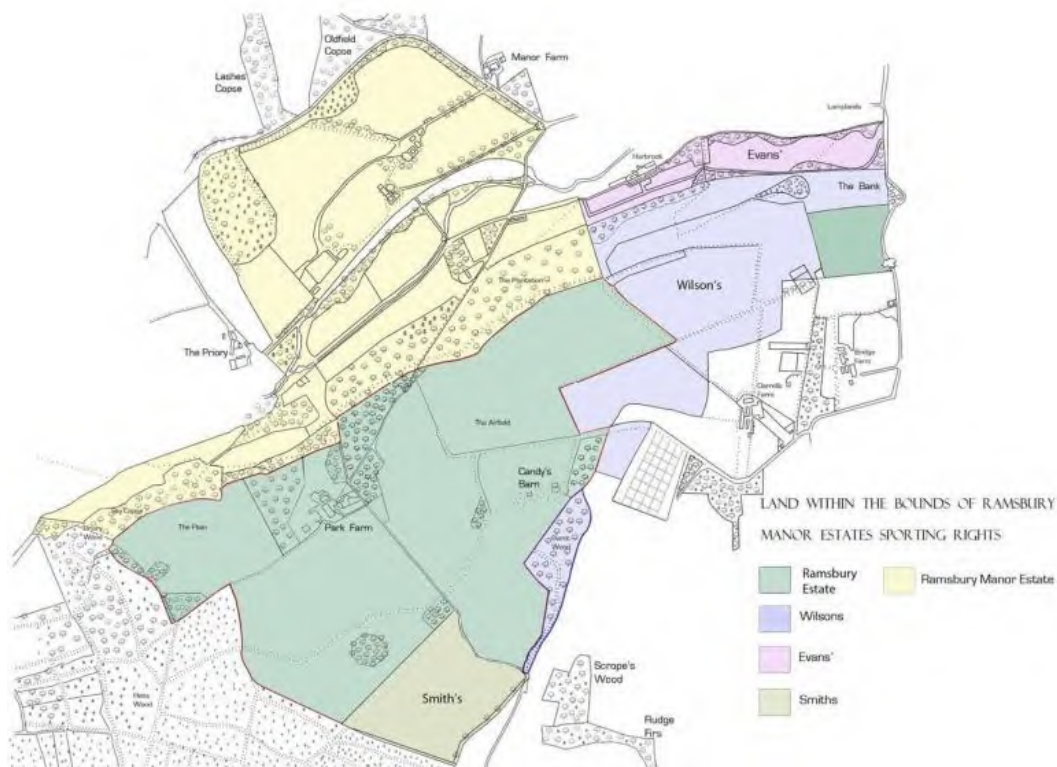 Oldfield
Copse
Manor Farm
Lashes
Copse
Evans'
Harbrook
The Bank
The Plantation
Wilson's
The Priory
Bridge
Farm
Darrells
Farm
The Airfield
Candy's
Barn
The Plain
Park Farm
Wood
LAND WITHIN THE BOUNDS OF RAMSBURY
MANOR ESTATES SPORTING RIGHTS
Ramsbury
Estate
Ramsbury Manor Estate
Wilsons
Evans'
Smiths
Scrope's
Wood
Smith's
Wood
Rudge
Firs